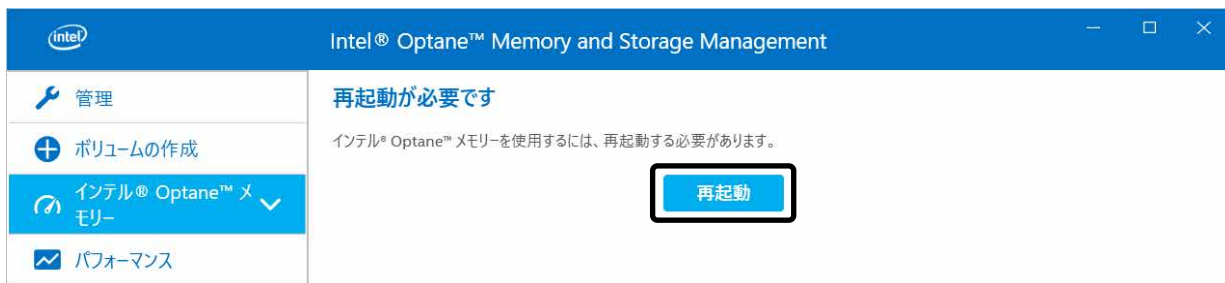 intel Intel® Optane™ Memory and Storage Management
管理
ボリュームの作成
インテル® Optane™ メ
モリー
パフォーマンス
再起動が必要です
インテル® Optane™ メモリーを使用するには、再起動する必要があります。
再起動